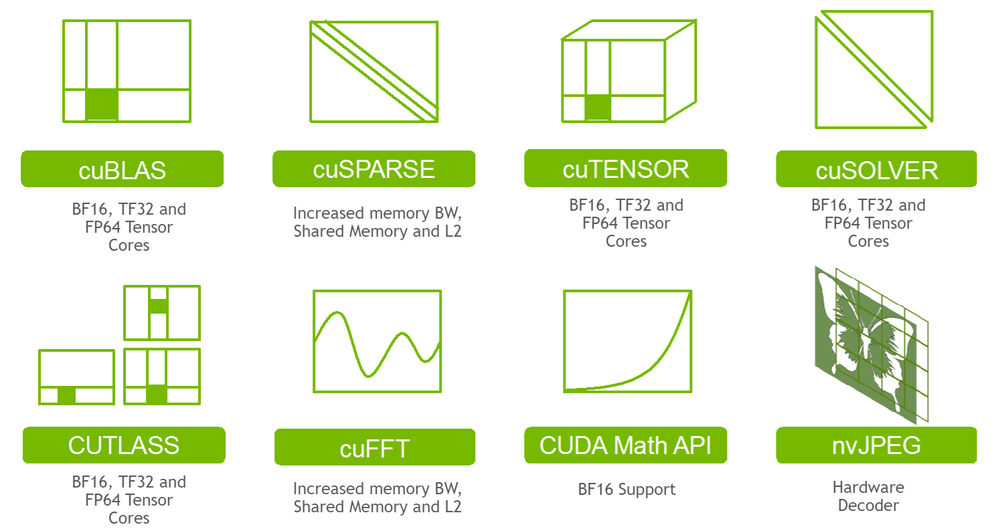 cuBLAS
BF16, TF32 and
FP64 Tensor
Cores
cuSPARSE
Increased memory BW,
Shared Memory and L2
cuTENSOR
BF16, TF32 and
FP64 Tensor
Cores
cuSOLVER
BF16, TF32 and
FP64 Tensor
Cores
CUTLASS
BF16, TF32 and
FP64 Tensor
Cores
cuFFT
Increased memory BW,
Shared Memory and L2
CUDA Math API
BF16 Support
nvJPEG
Hardware
Decoder